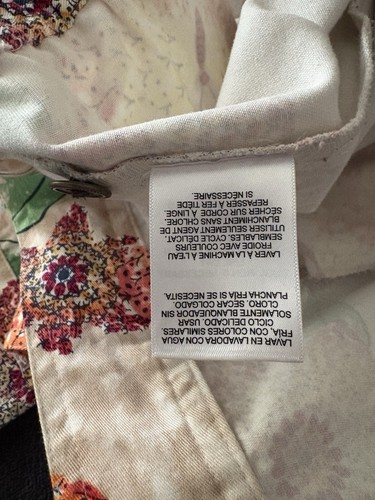 LAVAR EN LAVADORA CON AGUA
FRÍA, CON COLORES SIMILARES.
CICLO DELICADO. USAR
SOLAMENTE BLANQUEADOR SIN
CLORO. SECAR COLGADO.
PLANCHA FRÍA SI SE NECESITA.
LAVER À LA MACHINE À L'EAU
FROIDE AVEC COULEURS
SEMBLABLES. CYCLE DÉLICAT.
UTILISER SEULEMENT AGENT DE
BLANCHIMENT SANS CHLORE.
SÉCHER SUR CORDE À LINGE.
REPASSER À TIÈDE
SI NÉCESSAIRE.